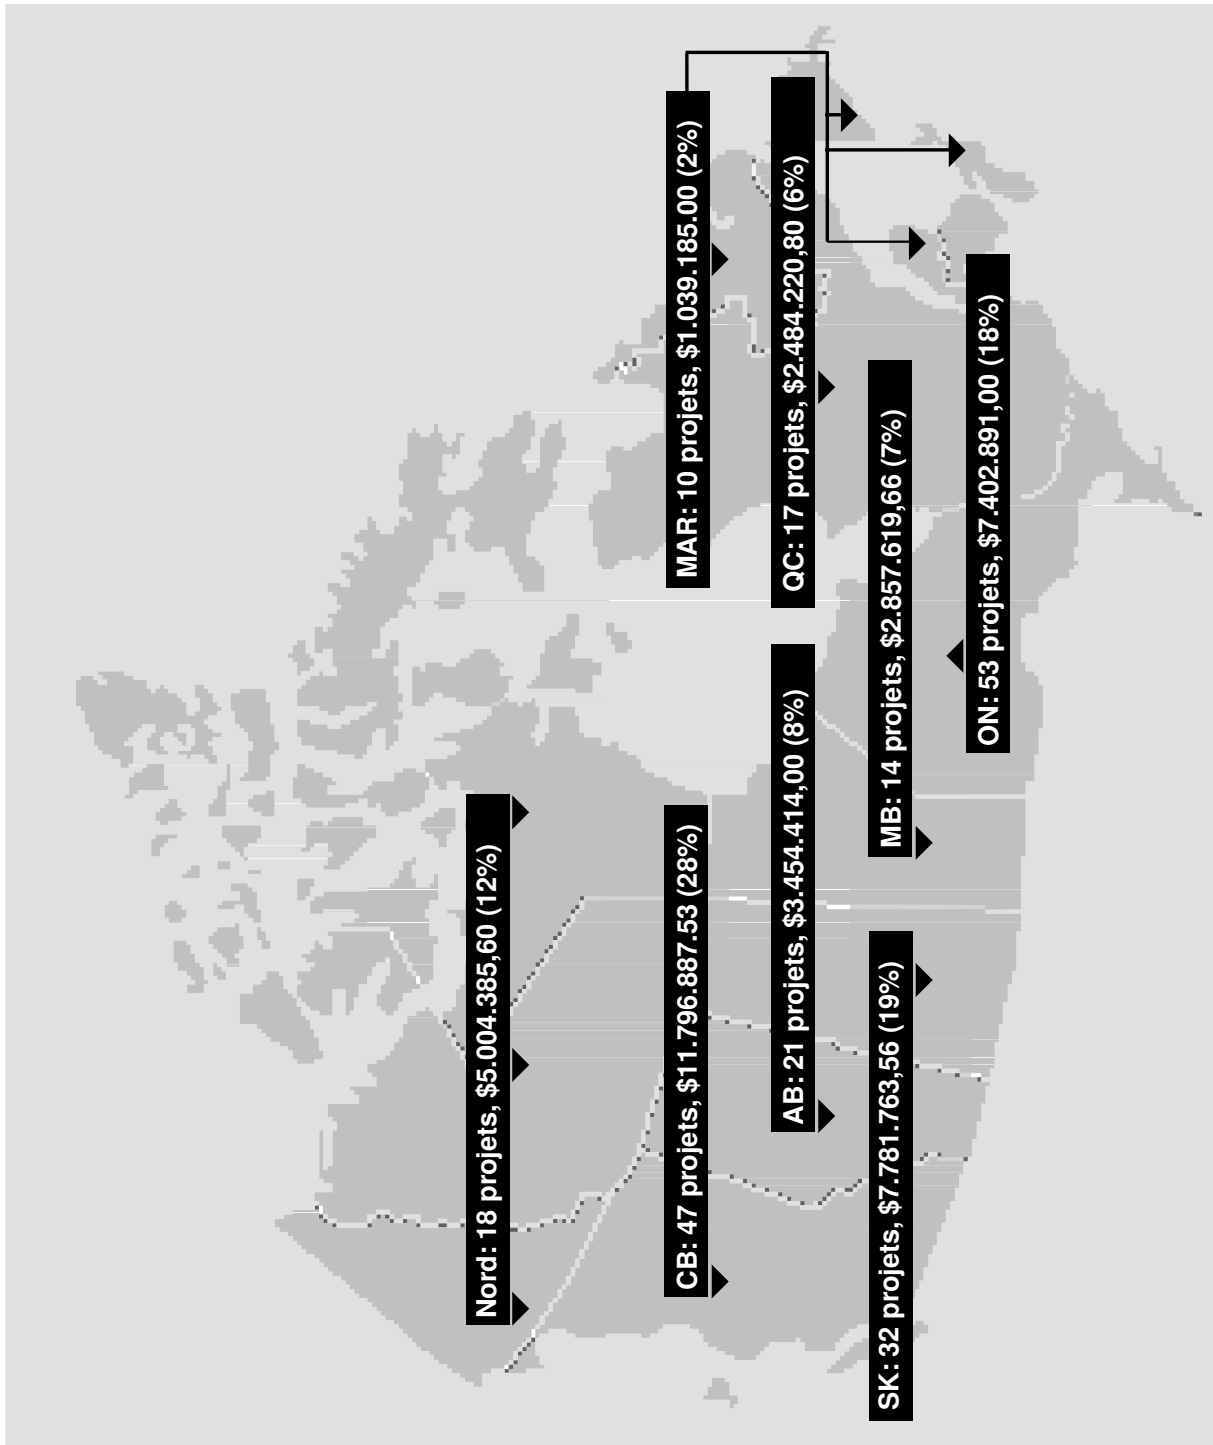 Nord: 18 projets, $5.004.385,60 (12%)
MAR: 10 projets, $1.039.185.00 (2%)
CB: 47 projets, $11.796.887.53 (28%)
QC: 17 projets, $2.484.220,80 (6%)
AB: 21 projets, $3.454.414,00 (8%)
MB: 14 projets, $2.857.619,66 (7%)
SK: 32 projets, $7.781.763,56 (19%)
ON: 53 projets, $7.402.891,00 (18%)